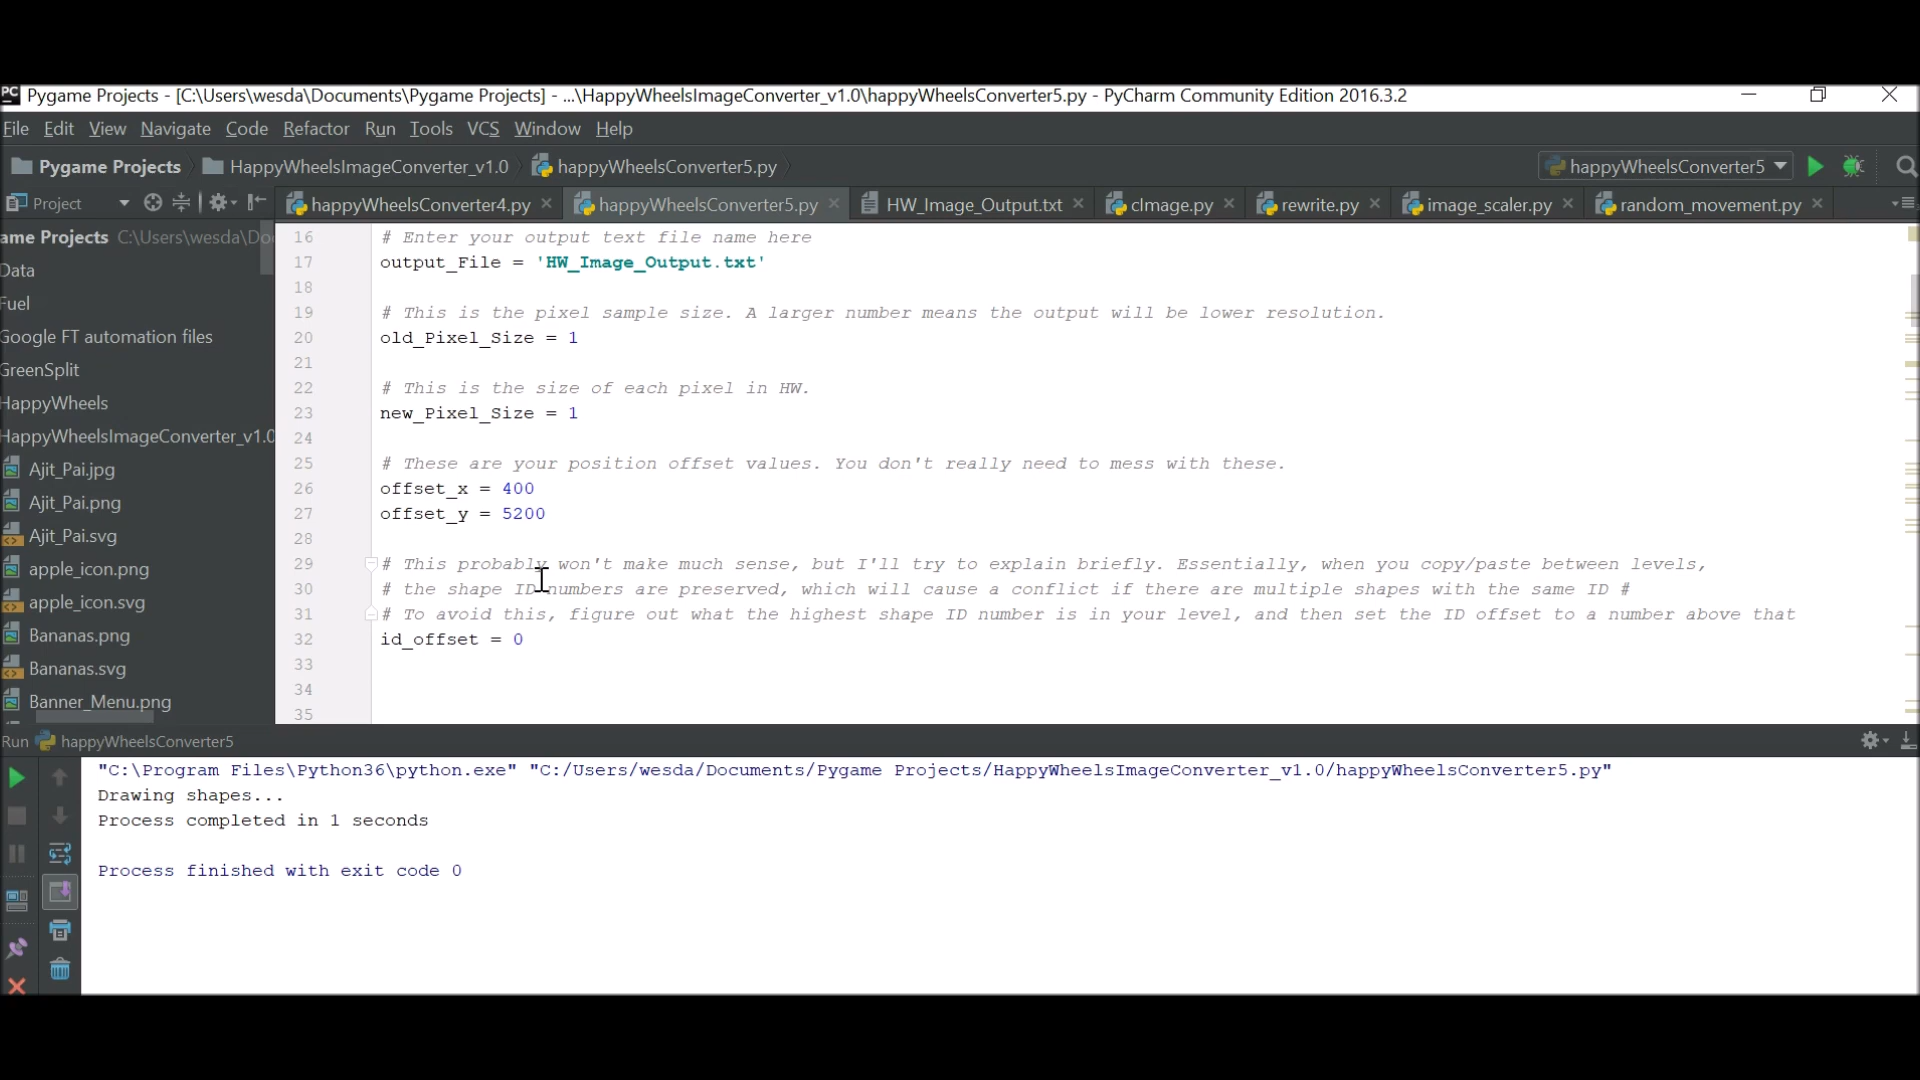 PC Pygame Projects - [C:\Users\wesda\Documents\Pygame Projects] - ...\HappyWheelsImageConverter_v1.0\happyWheelsConverter5.py - PyCharm Community Edition 2016.3.2
File Edit View Navigate Code Refactor Run Tools VCS Window Help
Pygame Projects HappyWheelsImageConverter_v1.0 happyWheelsConverter5.py happyWheelsConverter5
Project happyWheelsConverter4.py happyWheelsConverter5.py HW_Image_Output.txt cImage.py rewrite.py image_scaler.py random_movement.py
ame Projects C:\Users\wesda\Do
Data
Fuel
Google FT automation files
GreenSplit
HappyWheels
HappyWheelsImageConverter_v1.0
Ajit_Pai.jpg
Ajit_Pai.png
Ajit_Pai.svg
apple_icon.png
apple_icon.svg
Bananas.png
Bananas.svg
Banner_Menu.png
16 # Enter your output text file name here
17 output_File = 'HW_Image_Output.txt'
18
19 # This is the pixel sample size. A larger number means the output will be lower resolution.
20 old_Pixel_Size = 1
21
22 # This is the size of each pixel in HW.
23 new_Pixel_Size = 1
24
25 # These are your position offset values. You don't really need to mess with these.
26 offset_x = 400
27 offset_y = 5200
28
29 # This probably won't make much sense, but I'll try to explain briefly. Essentially, when you copy/paste between levels,
30 # the shape ID numbers are preserved, which will cause a conflict if there are multiple shapes with the same ID #
31 # To avoid this, figure out what the highest shape ID number is in your level, and then set the ID offset to a number above that
32 id_offset = 0
33
34
35
Run happyWheelsConverter5
"C:\Program Files\Python36\python.exe" "C:/Users/wesda/Documents/Pygame Projects/HappyWheelsImageConverter_v1.0/happyWheelsConverter5.py"
Drawing shapes...
Process completed in 1 seconds
Process finished with exit code 0